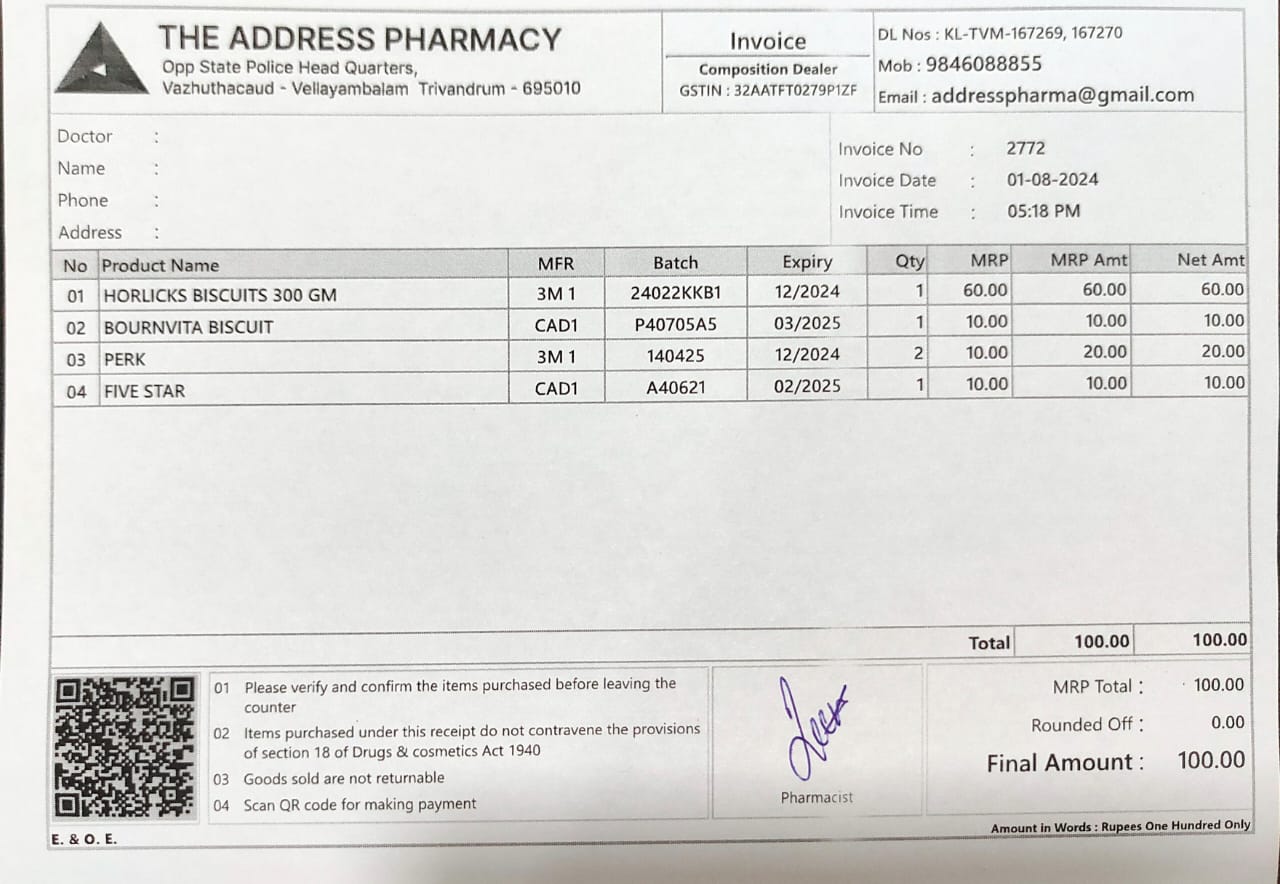 THE ADDRESS PHARMACY
Opp State Police Head Quarters,
Vazhuthacaud - Vellayambalam Trivandrum - 695010
Invoice
Composition Dealer
GSTIN : 32AATFT0279P1ZF
DL Nos : KL-TVM-167269, 167270
Mob : 9846088855
Email : addresspharma@gmail.com
Doctor :
Name :
Phone :
Address :
Invoice No : 2772
Invoice Date : 01-08-2024
Invoice Time : 05:18 PM
No Product Name MFR Batch Expiry Qty MRP MRP Amt Net Amt
01 HORLICKS BISCUITS 300 GM 3M 1 24022KKB1 12/2024 1 60.00 60.00 60.00
02 BOURNVITA BISCUIT CAD1 P40705A5 03/2025 1 10.00 10.00 10.00
03 PERK 3M 1 140425 12/2024 2 10.00 20.00 20.00
04 FIVE STAR CAD1 A40621 02/2025 1 10.00 10.00 10.00
Total 100.00 100.00
01 Please verify and confirm the items purchased before leaving the
counter
02 Items purchased under this receipt do not contravene the provisions
of section 18 of Drugs & cosmetics Act 1940
03 Goods sold are not returnable
04 Scan QR code for making payment
Pharmacist
MRP Total : 100.00
Rounded Off : 0.00
Final Amount : 100.00
E. & O. E.
Amount in Words : Rupees One Hundred Only